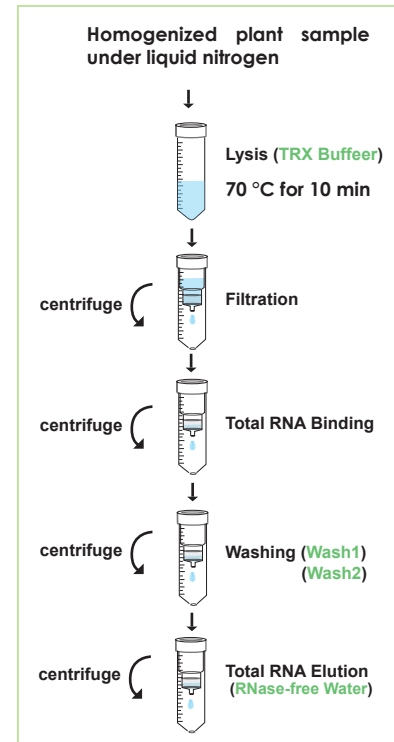 Homogenized plant sample
under liquid nitrogen
Lysis (TRX Buffeer)
70 °C for 10 min
centrifuge
Filtration
centrifuge
Total RNA Binding
centrifuge
Washing (Wash1)
(Wash2)
centrifuge
Total RNA Elution
(RNase-free Water)